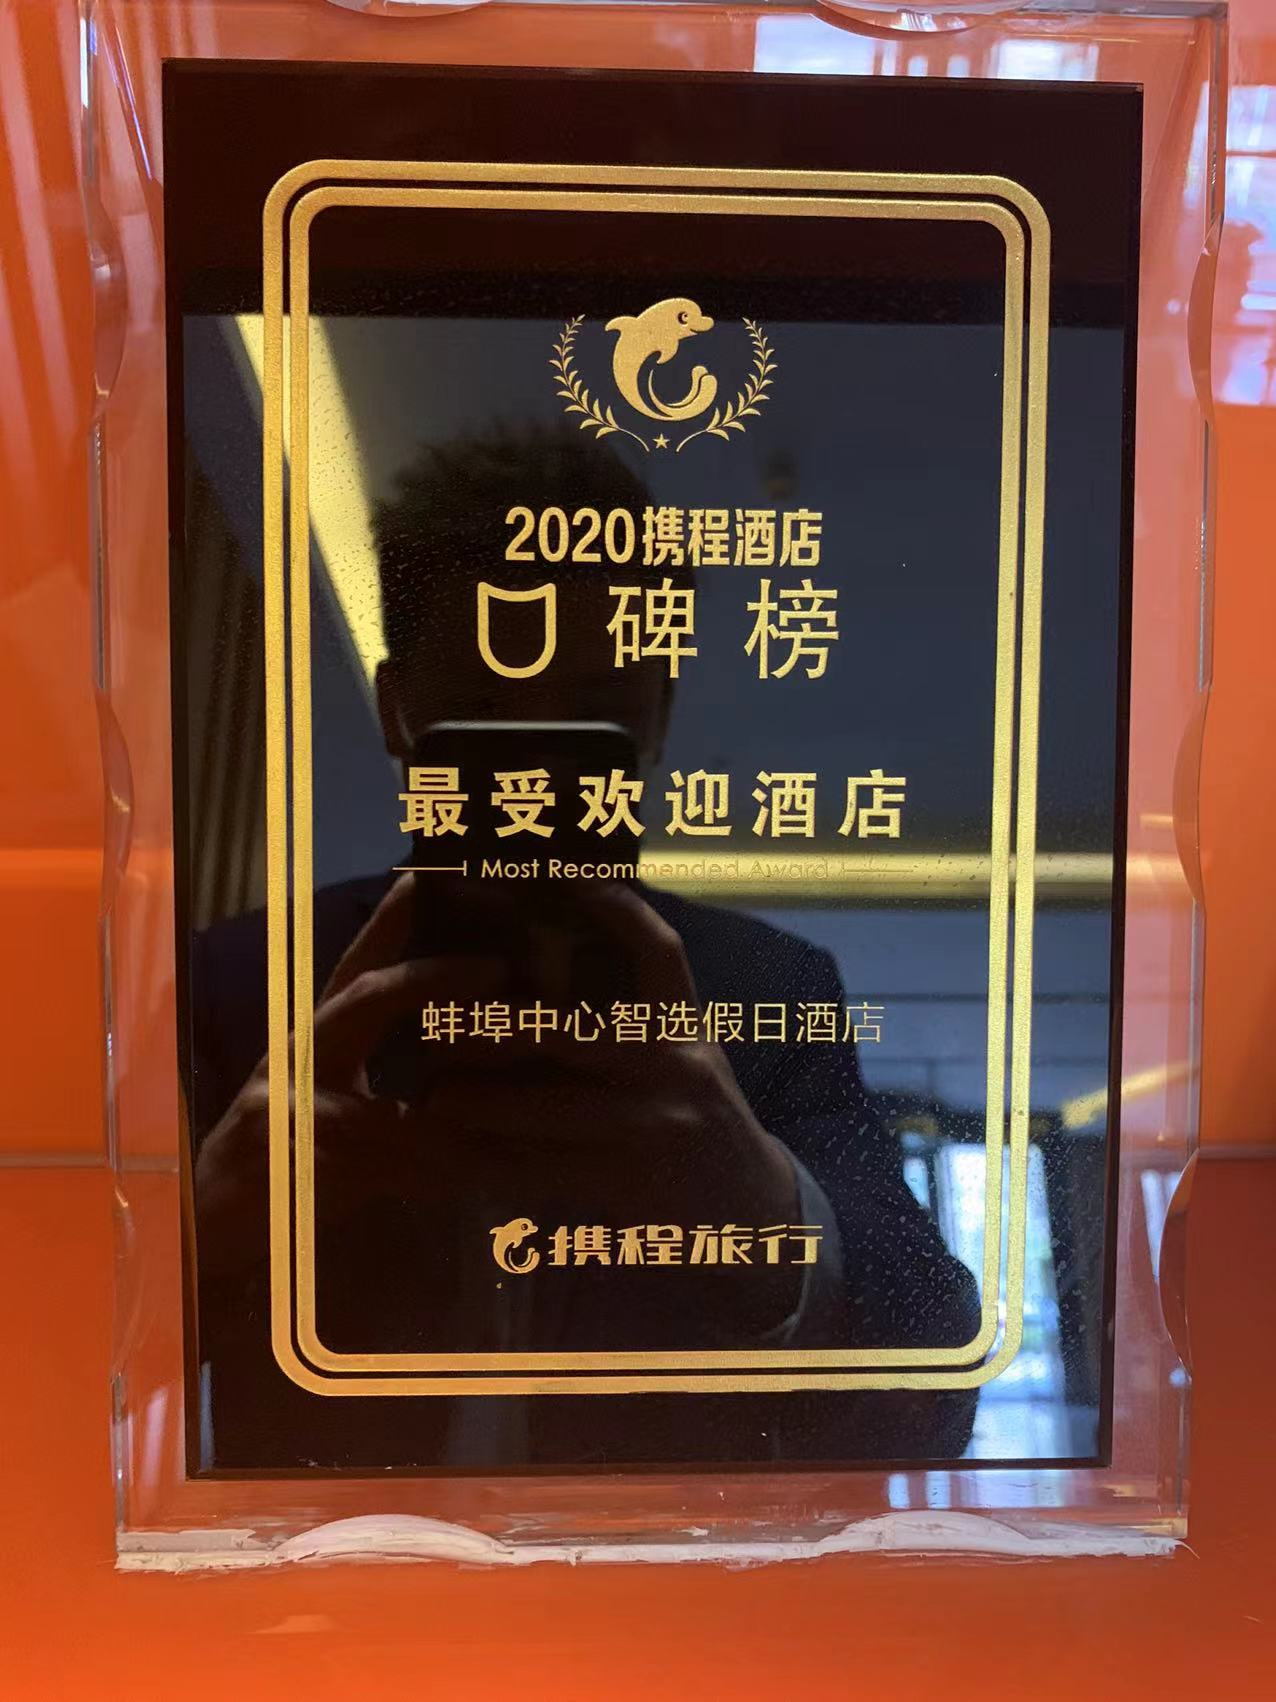 2020携程酒店
口碑榜
最受欢迎酒店
Most Recommended Award
蚌埠中心智选假日酒店
携程旅行